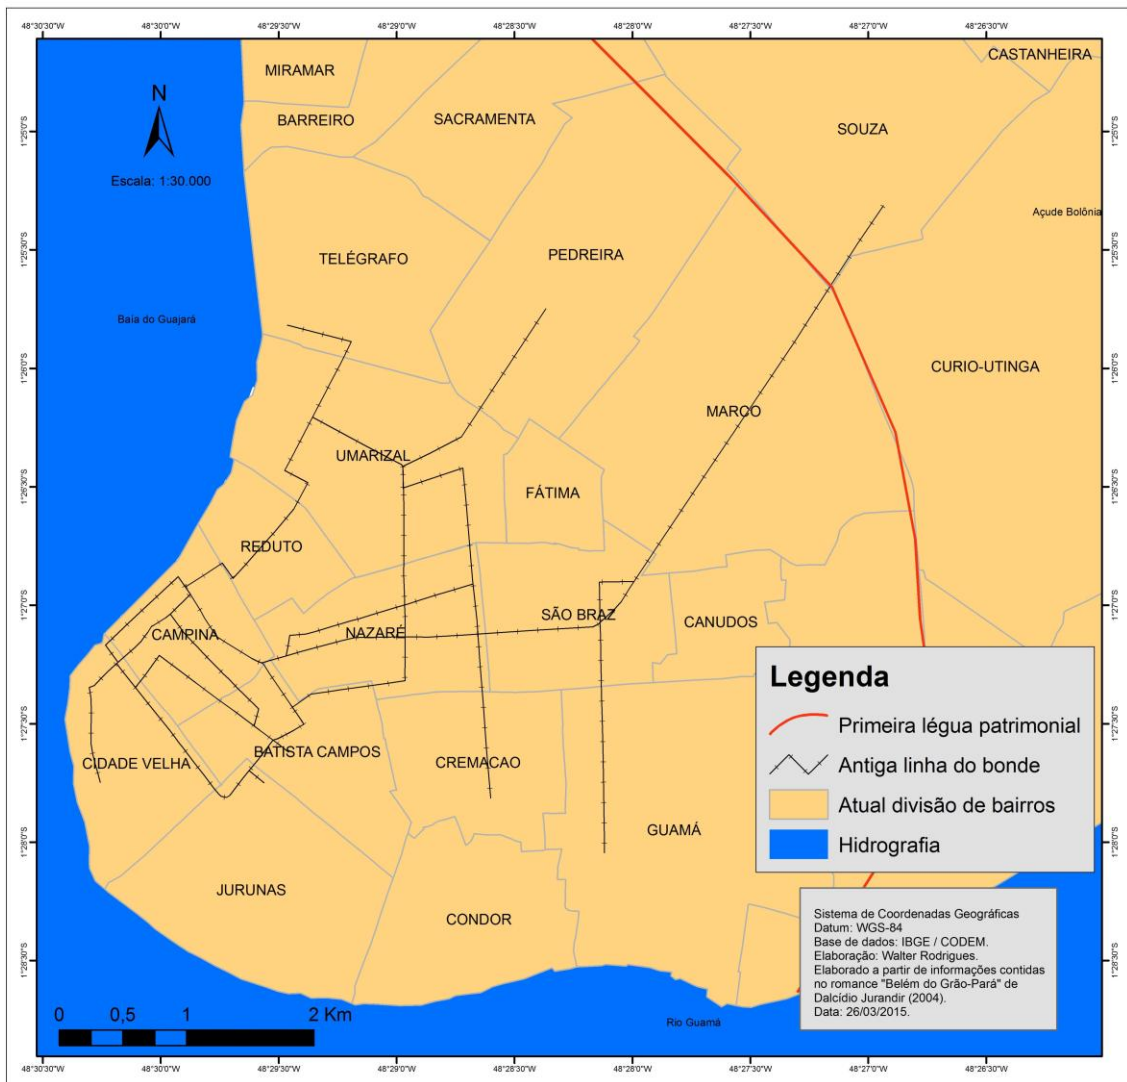 48°30'30"W 48°30'0"W 48°29'30"W 48°29'0"W 48°28'30"W 48°28'0"W 48°27'30"W 48°27'0"W 48°26'30"W
CASTANHEIRA
MIRAMAR
N
BARREIRO
SACRAMENTA
SOUZA
1°25'0"S 1°25'0"S
Escala: 1:30.000
Açude Bolônia
1°25'30"S 1°25'30"S
TELÉGRAFO
PEDREIRA
Baía do Guajará
1°26'0"S 1°26'0"S
CURIO-UTINGA
MARCO
UMARIZAL
1°26'30"S 1°26'30"S
FÁTIMA
REDUTO
1°27'0"S 1°27'0"S
CAMPINA
NAZARÉ
SÃO BRAZ
CANUDOS
Legenda
Primeira légua patrimonial
Antiga linha do bonde
Atual divisão de bairros
Hidrografia
1°27'30"S 1°27'30"S
CIDADE VELHA
BATISTA CAMPOS
CREMACAO
GUAMÁ
1°28'0"S 1°28'0"S
JURUNAS
CONDOR
1°28'30"S 1°28'30"S
Sistema de Coordenadas Geográficas
Datum: WGS-84
Base de dados: IBGE / CODEM.
Elaboração: Walter Rodrigues.
Elaborado a partir de informações contidas
no romance "Belém do Grão-Pará" de
Dalcídio Jurandir (2004).
Data: 26/03/2015.
0 0,5 1 2 Km
Rio Guamá
48°30'30"W 48°30'0"W 48°29'30"W 48°29'0"W 48°28'30"W 48°28'0"W 48°27'30"W 48°27'0"W 48°26'30"W